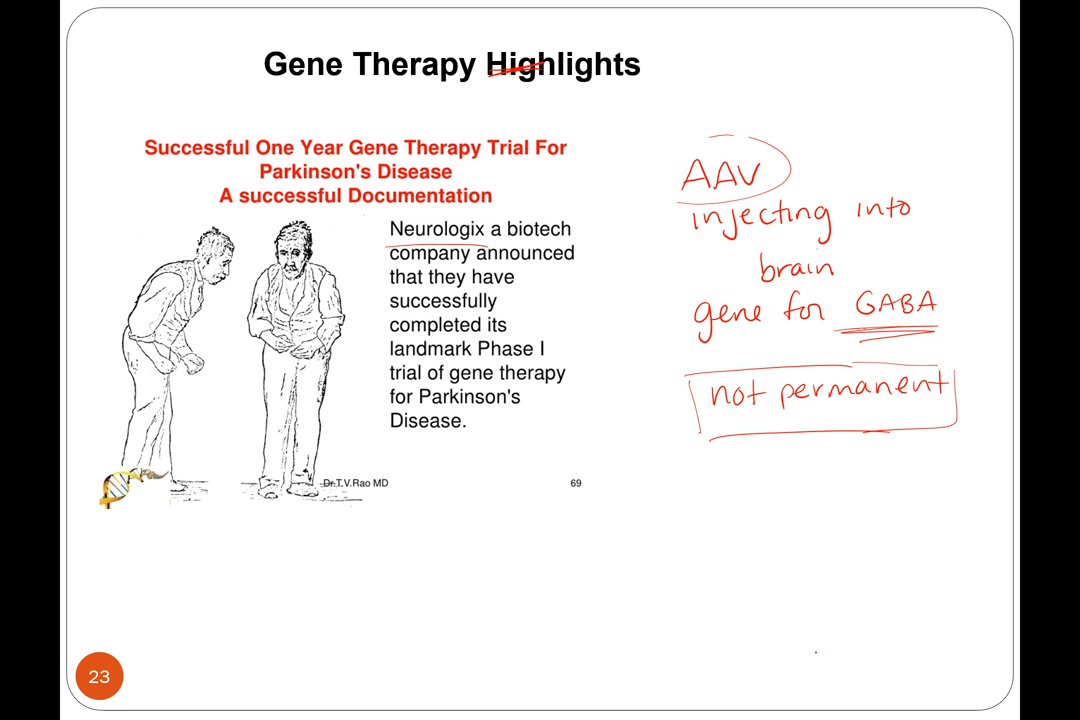 Gene Therapy Highlights
Successful One Year Gene Therapy Trial For
Parkinson's Disease
A successful Documentation
Neurologix a biotech
company announced
that they have
successfully
completed its
landmark Phase I
trial of gene therapy
for Parkinson's
Disease.
Dr.T.V.Rao MD
69
AAV
injecting into
brain
gene for GABA
not permanent
23